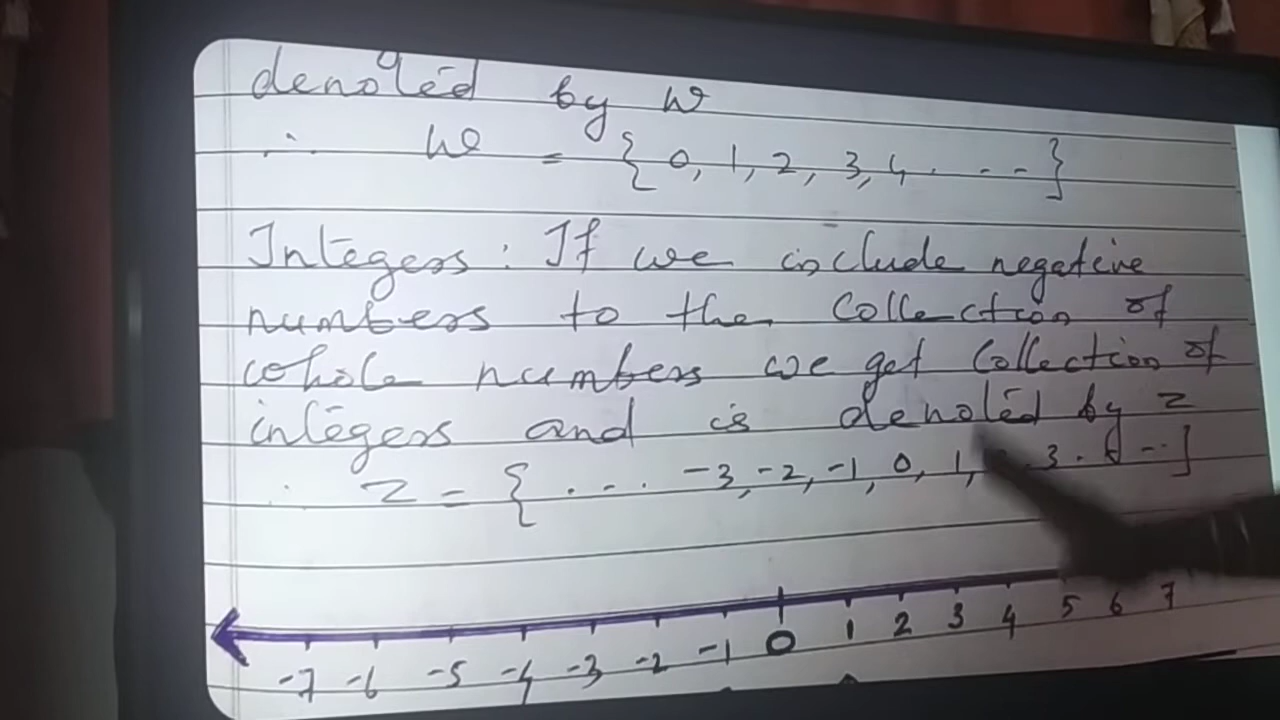 denoted by W
∴ W = { 0, 1, 2, 3, 4 . - - }
Integers : If we include negative
numbers to the collection of
whole numbers we get collection of
integers and is denoted by Z
∴ Z = { . - - . -3, -2, -1, 0, 1, 3 . - - }
-7 -6 -5 -4 -3 -2 -1 0 1 2 3 4 5 6 7